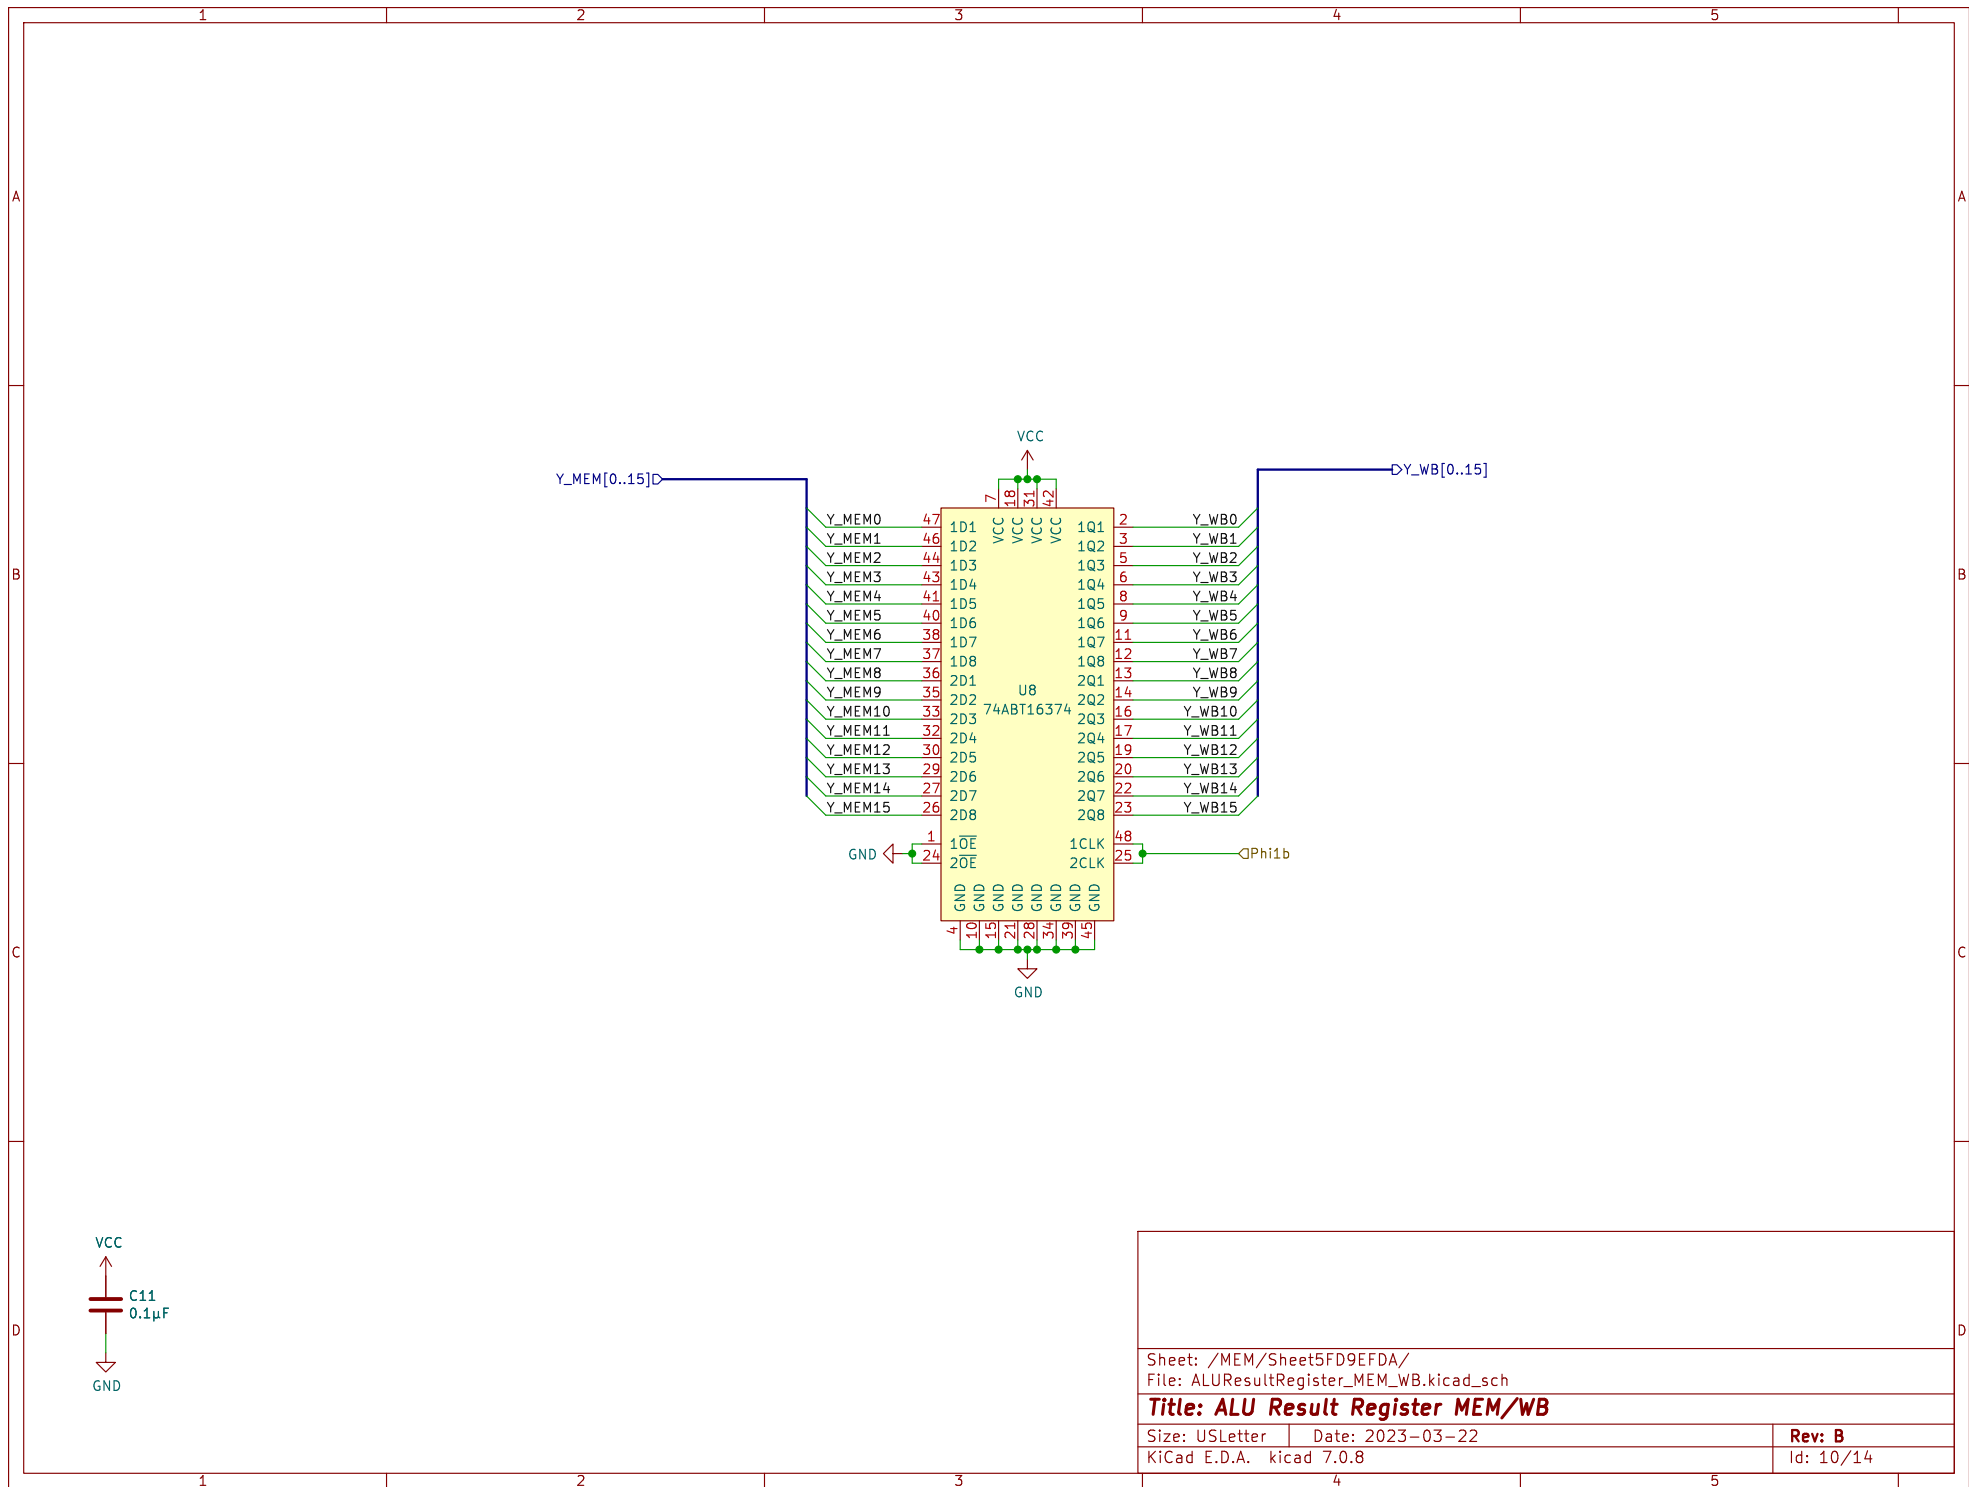 1 2 3 4 5
A A
VCC
Y_MEM[0..15] Y_WB[0..15]
7 18 31 42
VCC VCC VCC VCC
Y_MEM0 47 1D1 1Q1 2 Y_WB0
Y_MEM1 46 1D2 1Q2 3 Y_WB1
Y_MEM2 44 1D3 1Q3 5 Y_WB2
Y_MEM3 43 1D4 1Q4 6 Y_WB3
B B
Y_MEM4 41 1D5 1Q5 8 Y_WB4
Y_MEM5 40 1D6 1Q6 9 Y_WB5
Y_MEM6 38 1D7 1Q7 11 Y_WB6
Y_MEM7 37 1D8 1Q8 12 Y_WB7
Y_MEM8 36 2D1 2Q1 13 Y_WB8
U8
Y_MEM9 35 2D2 2Q2 14 Y_WB9
74ABT16374
Y_MEM10 33 2D3 2Q3 16 Y_WB10
Y_MEM11 32 2D4 2Q4 17 Y_WB11
Y_MEM12 30 2D5 2Q5 19 Y_WB12
Y_MEM13 29 2D6 2Q6 20 Y_WB13
Y_MEM14 27 2D7 2Q7 22 Y_WB14
Y_MEM15 26 2D8 2Q8 23 Y_WB15
1 1OE 1CLK 48
GND Phi1b
24 2OE 2CLK 25
GND GND GND GND GND GND GND GND
4 10 15 21 28 34 39 45
C C
GND
VCC
C11
0.1µF
GND
D D
Sheet: /MEM/Sheet5FD9EFDA/
File: ALUResultRegister_MEM_WB.kicad_sch
Title: ALU Result Register MEM/WB
Size: USLetter Date: 2023-03-22 Rev: B
KiCad E.D.A. kicad 7.0.8 Id: 10/14
1 2 3 4 5